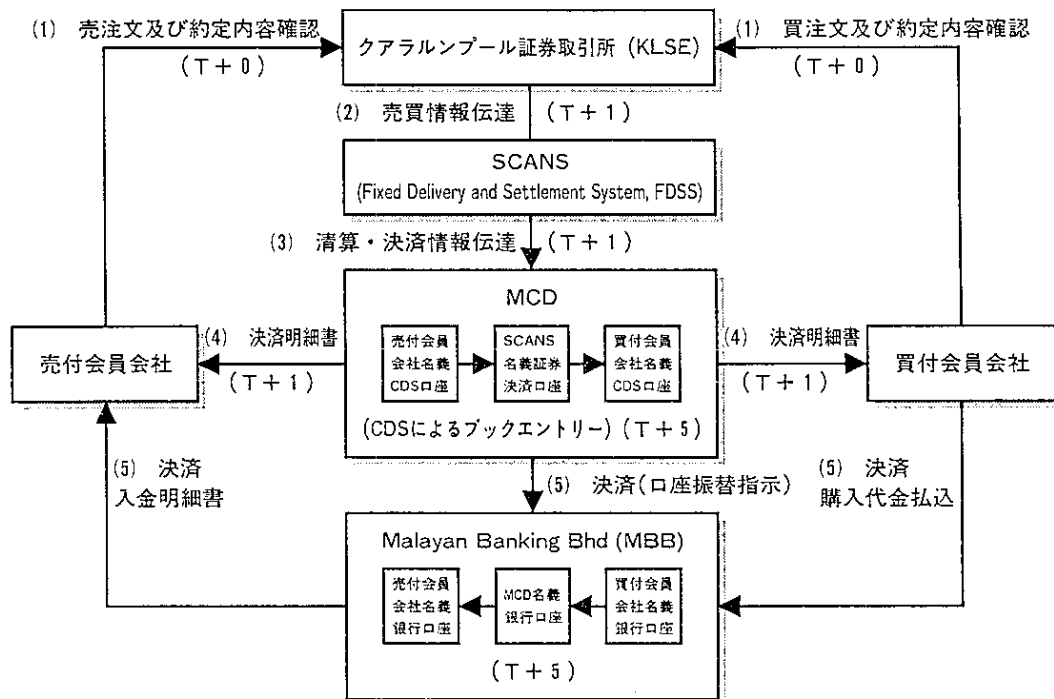 (1) 売注文及び約定内容確認
(T+0)
クアラルンプール証券取引所 (KLSE)
(1) 買注文及び約定内容確認
(T+0)
(2) 売買情報伝達 (T+1)
SCANS
(Fixed Delivery and Settlement System, FDSS)
(3) 清算・決済情報伝達 (T+1)
MCD
売付会員
会社名義
CDS口座
SCANS
名義証券
決済口座
買付会員
会社名義
CDS口座
(CDSによるブックエントリー) (T+5)
売付会員会社
(4) 決済明細書
(T+1)
(4) 決済明細書
(T+1)
買付会員会社
(5) 決済
入金明細書
(5) 決済(口座振替指示)
(5) 決済
購入代金払込
Malayan Banking Bhd (MBB)
売付会員
会社名義
銀行口座
MCD名義
銀行口座
買付会員
会社名義
銀行口座
(T+5)